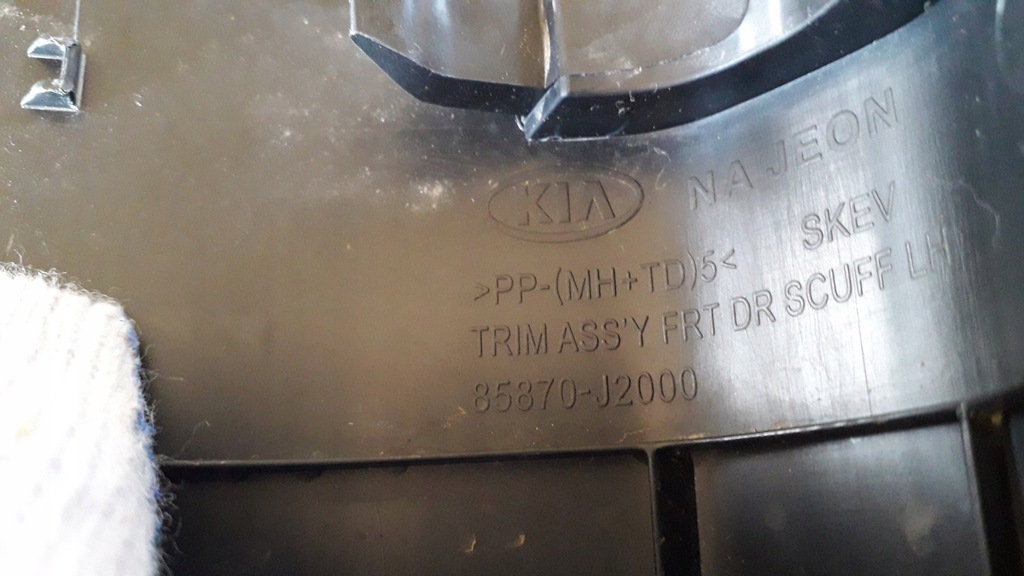 KIA NA JEON
>PP-(MH+TD)5< SKEV
TRIM ASS'Y FRT DR SCUFF LH
85870-J2000